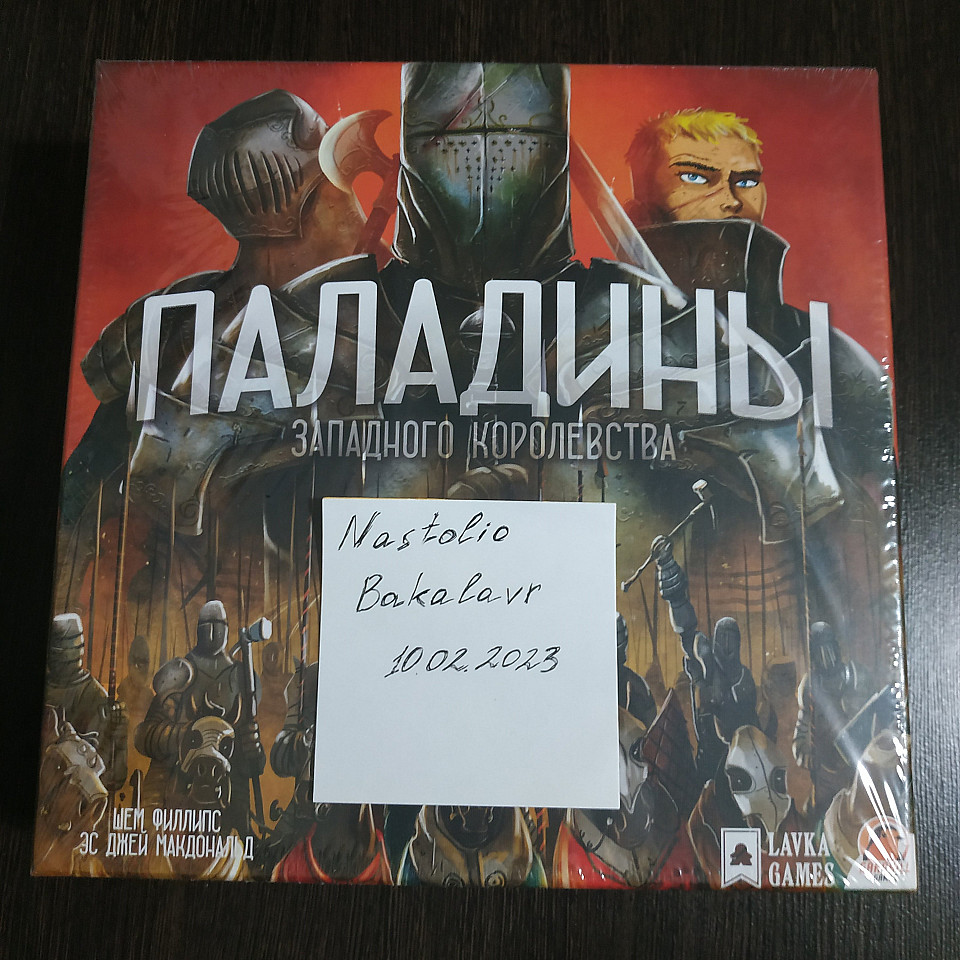 ПАЛАДИНЫ
ЗАПАДНОГО КОРОЛЕВСТВА
Nastolio
Bakalavr
10.02.2023
ШЕМ ФИЛЛИПС
ЭС ДЖЕЙ МАКДОНАЛЬД
LAVKA
GAMES